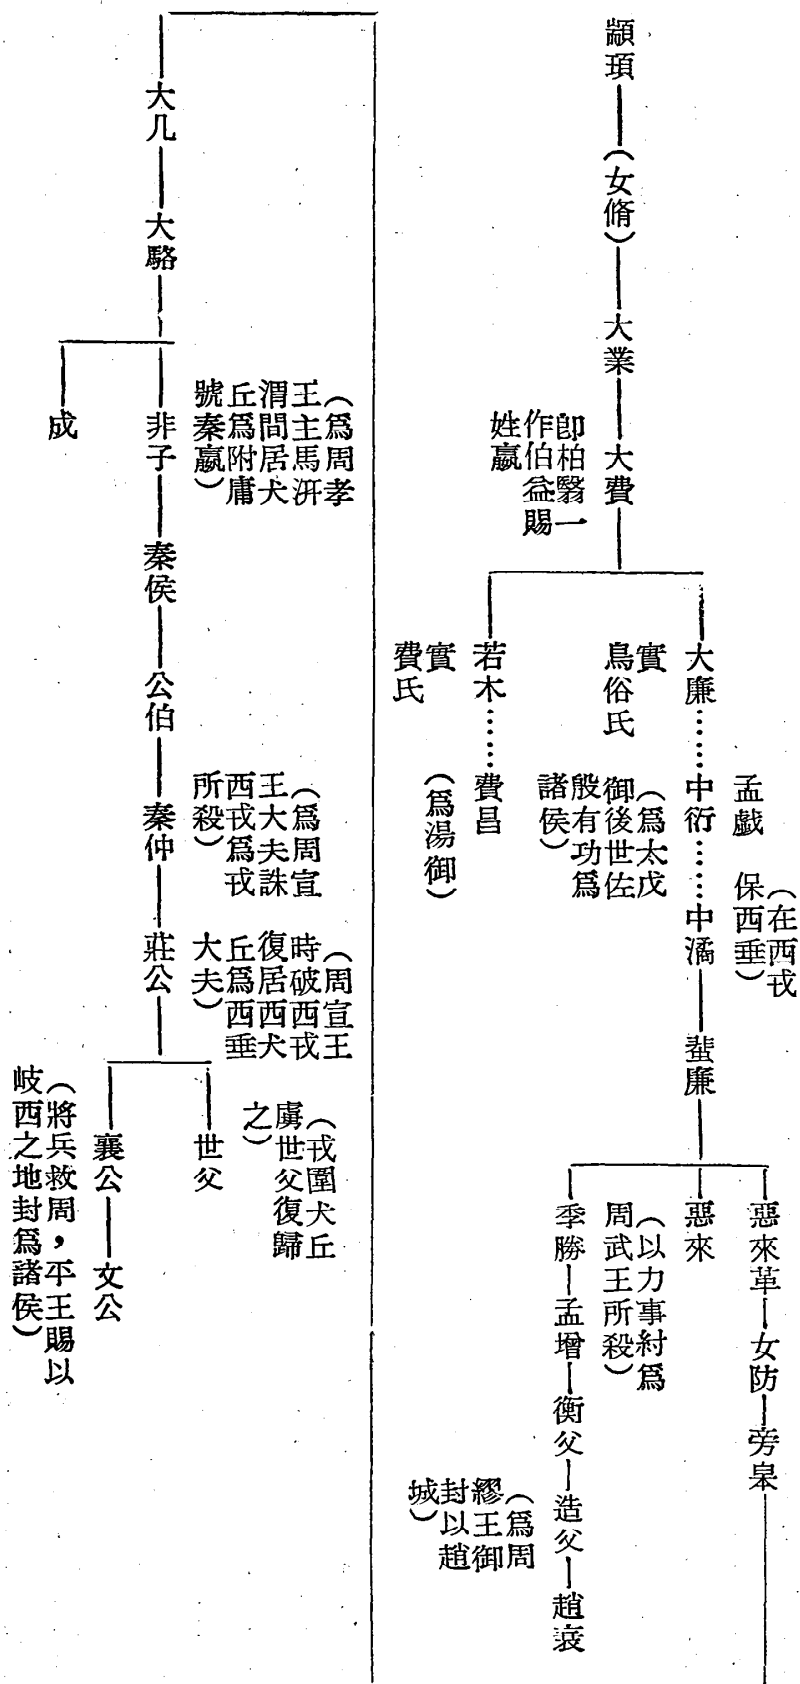 顓頊——(女脩)——大業——大費
卽柏翳一
作伯益賜
姓嬴
大廉……中衍……中潏——蜚廉
實
鳥俗氏
孟戲
(爲太戊
御後世佐
殷有功爲
諸侯)
(在西戎
保西垂)
若木……費昌
實
費氏
(爲湯御)
惡來革—女防—旁皋
惡來
(以力事紂爲
周武王所殺)
季勝—孟增—衡父—造父—趙衰
(爲周
繆王御
封以趙
城)
大几——大駱
非子——秦侯——公伯——秦仲——莊公
(爲周孝
王主馬汧
渭間居犬
丘爲附庸
號秦嬴)
成
(爲周宣
王大夫誅
西戎爲戎
所殺)
(周宣王
時破西戎
復居西犬
丘爲西垂
大夫)
世父
(戎圍犬丘
虜世父復歸
之)
襄公——文公
(將兵救周，平王賜以
岐西之地封爲諸侯)